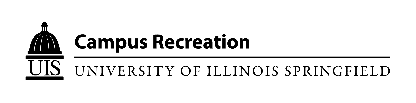 Campus Recreation
UIS
UNIVERSITY OF ILLINOIS SPRINGFIELD